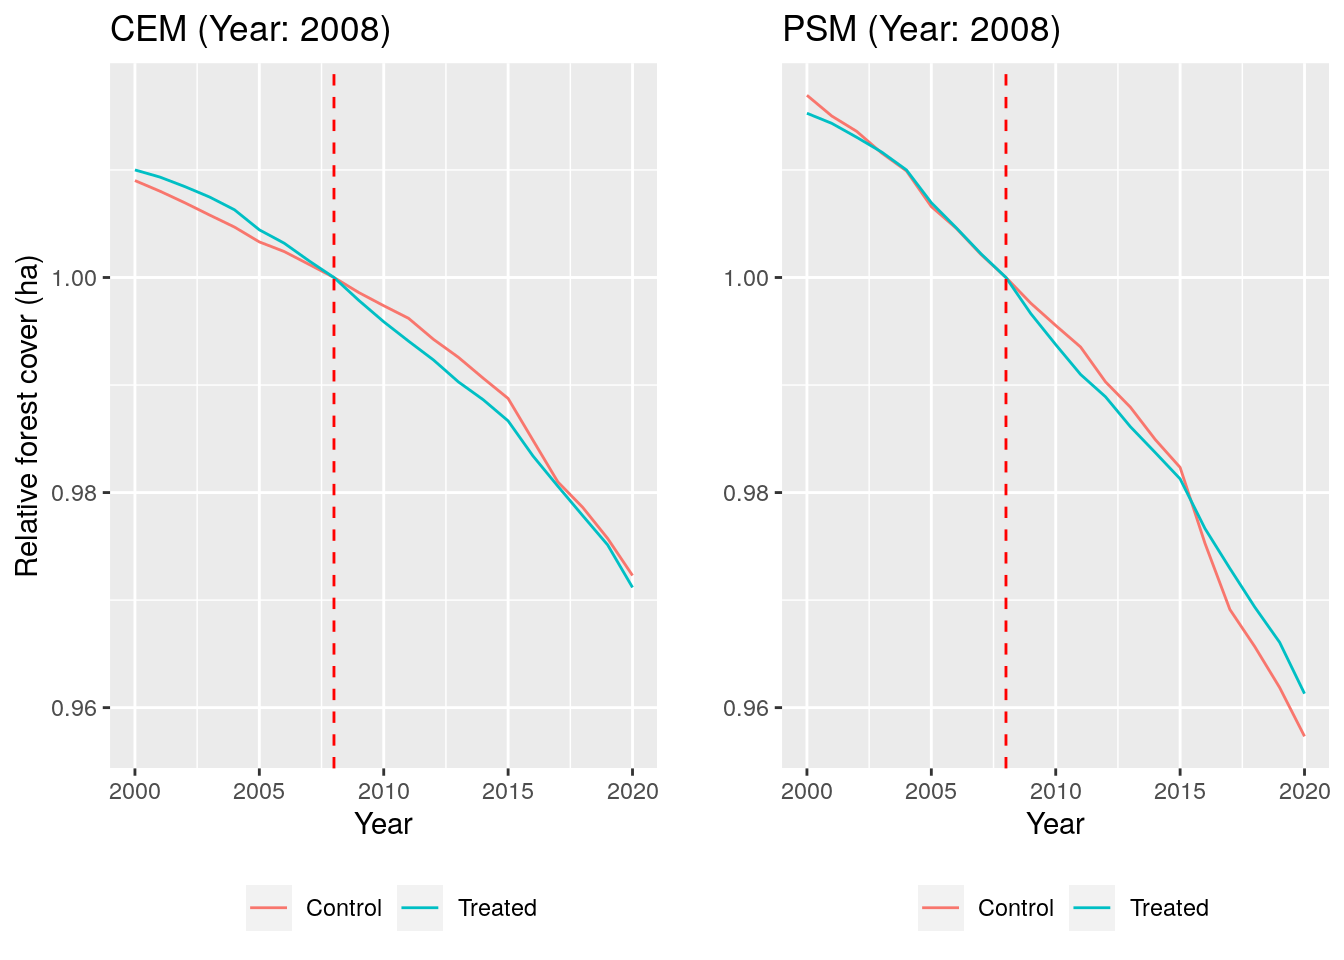 CEM (Year: 2008)
PSM (Year: 2008)
Relative forest cover (ha)
1.00
0.98
0.96
2000 2005 2010 2015 2020
Year
Control Treated
1.00
0.98
0.96
2000 2005 2010 2015 2020
Year
Control Treated